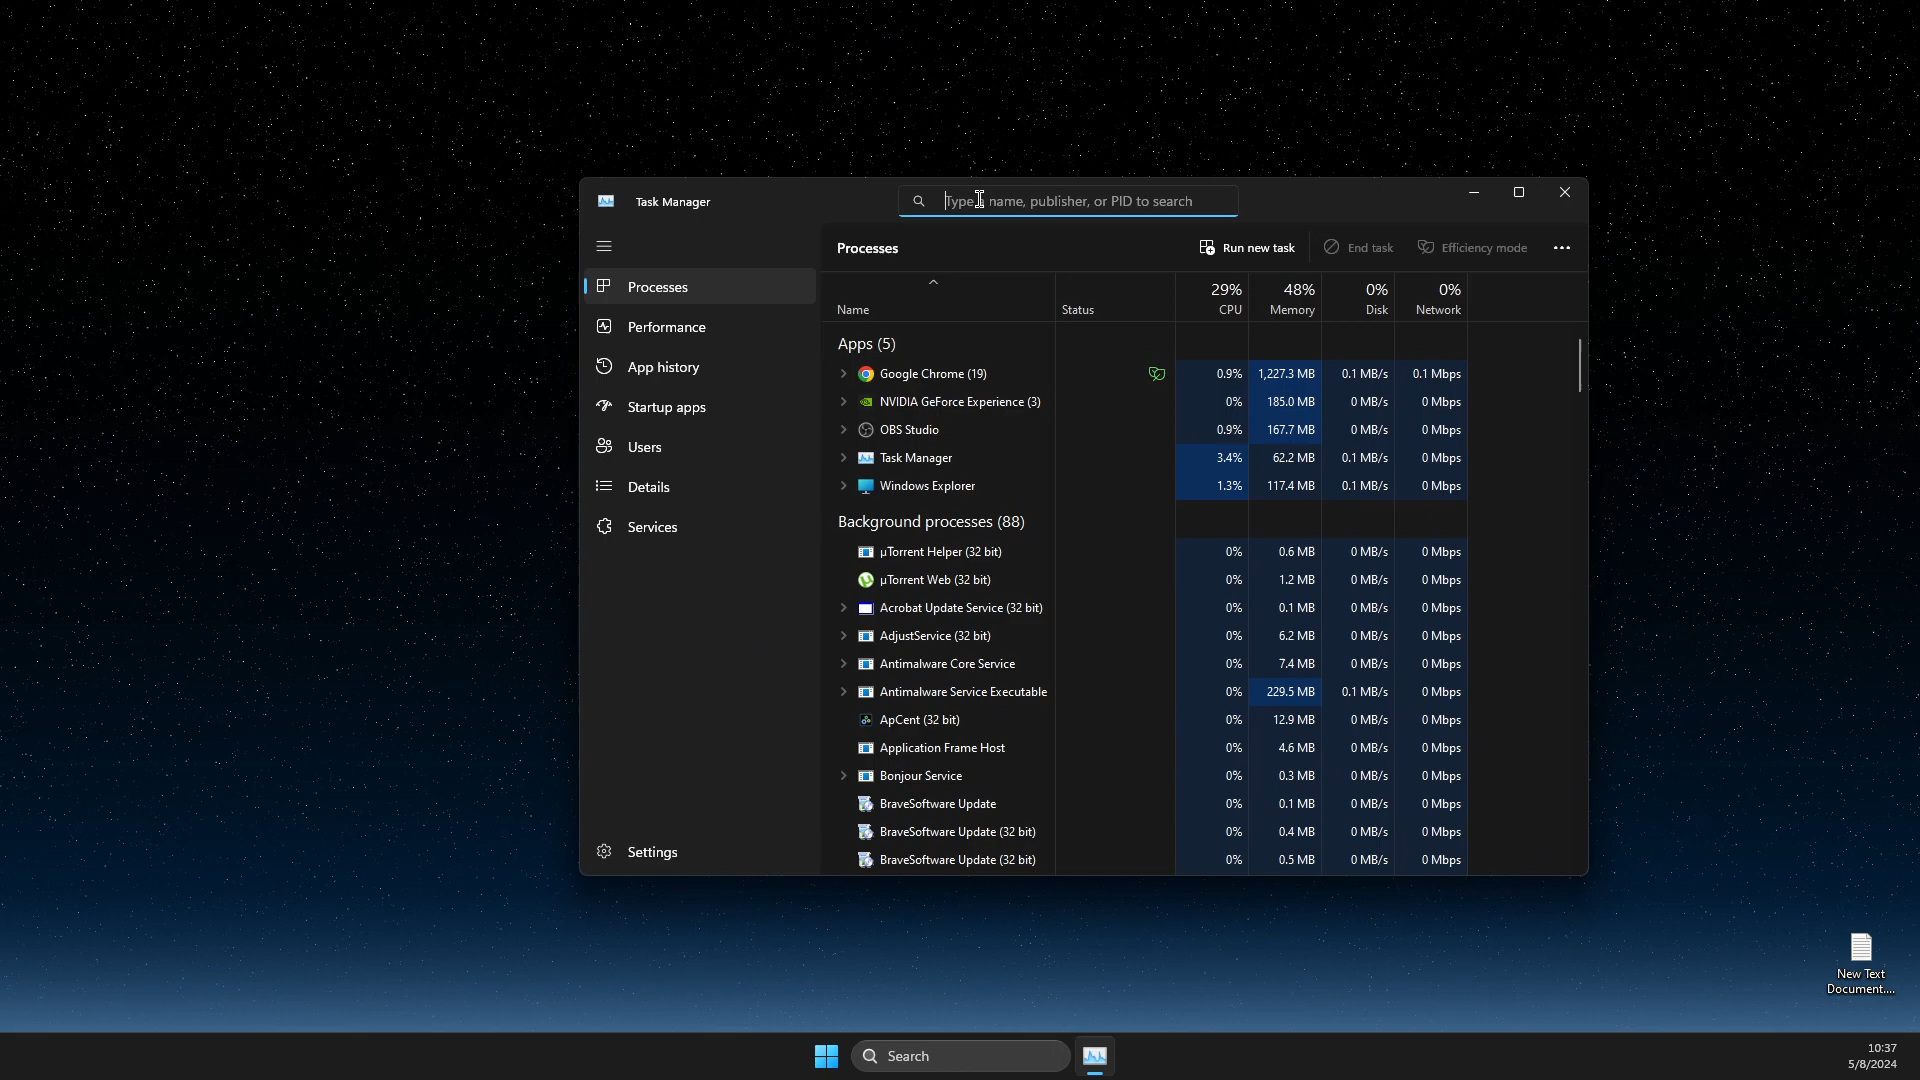 Task Manager
Type a name, publisher, or PID to search
Processes
Run new task
End task
Efficiency mode
Processes
Performance
App history
Startup apps
Users
Details
Services
Settings
29% 48% 0% 0%
Name Status CPU Memory Disk Network
Apps (5)
Google Chrome (19) 0.9% 1,227.3 MB 0.1 MB/s 0.1 Mbps
NVIDIA GeForce Experience (3) 0% 185.0 MB 0 MB/s 0 Mbps
OBS Studio 0.9% 167.7 MB 0 MB/s 0 Mbps
Task Manager 3.4% 62.2 MB 0.1 MB/s 0 Mbps
Windows Explorer 1.3% 117.4 MB 0.1 MB/s 0 Mbps
Background processes (88)
µTorrent Helper (32 bit) 0% 0.6 MB 0 MB/s 0 Mbps
µTorrent Web (32 bit) 0% 1.2 MB 0 MB/s 0 Mbps
Acrobat Update Service (32 bit) 0% 0.1 MB 0 MB/s 0 Mbps
AdjustService (32 bit) 0% 6.2 MB 0 MB/s 0 Mbps
Antimalware Core Service 0% 7.4 MB 0 MB/s 0 Mbps
Antimalware Service Executable 0% 229.5 MB 0.1 MB/s 0 Mbps
ApCent (32 bit) 0% 12.9 MB 0 MB/s 0 Mbps
Application Frame Host 0% 4.6 MB 0 MB/s 0 Mbps
Bonjour Service 0% 0.3 MB 0 MB/s 0 Mbps
BraveSoftware Update 0% 0.1 MB 0 MB/s 0 Mbps
BraveSoftware Update (32 bit) 0% 0.4 MB 0 MB/s 0 Mbps
BraveSoftware Update (32 bit) 0% 0.5 MB 0 MB/s 0 Mbps
New Text
Document....
Search
10:37
5/8/2024